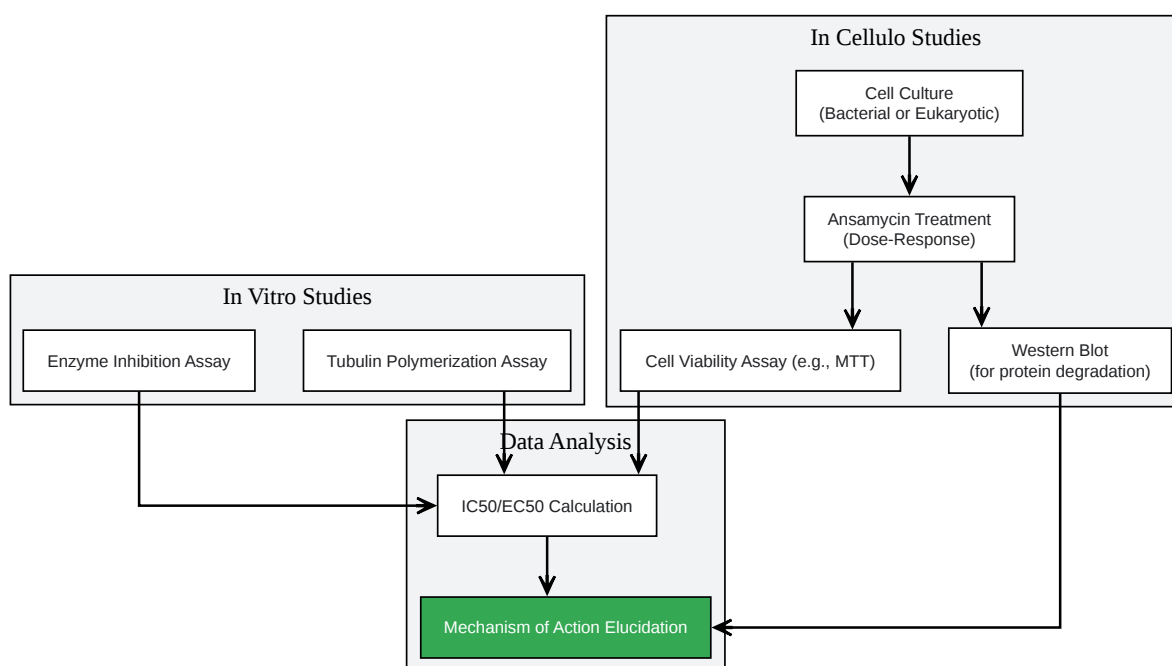 In Cellulo Studies
Cell Culture
(Bacterial or Eukaryotic)
Ansamycin Treatment
(Dose-Response)
In Vitro Studies
Enzyme Inhibition Assay
Tubulin Polymerization Assay
Cell Viability Assay (e.g., MTT)
Western Blot
(for protein degradation)
Data Analysis
IC50/EC50 Calculation
Mechanism of Action Elucidation